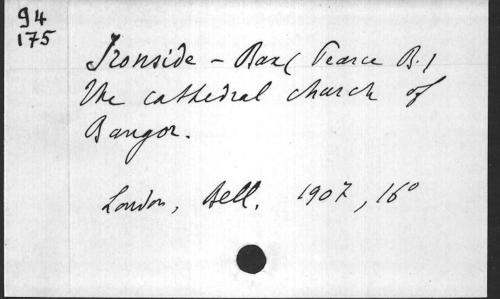 94
175
Ironside - Bax ( Pearce B. )
The cathedral church of
Bangor.
London, Bell. 1907, 16°